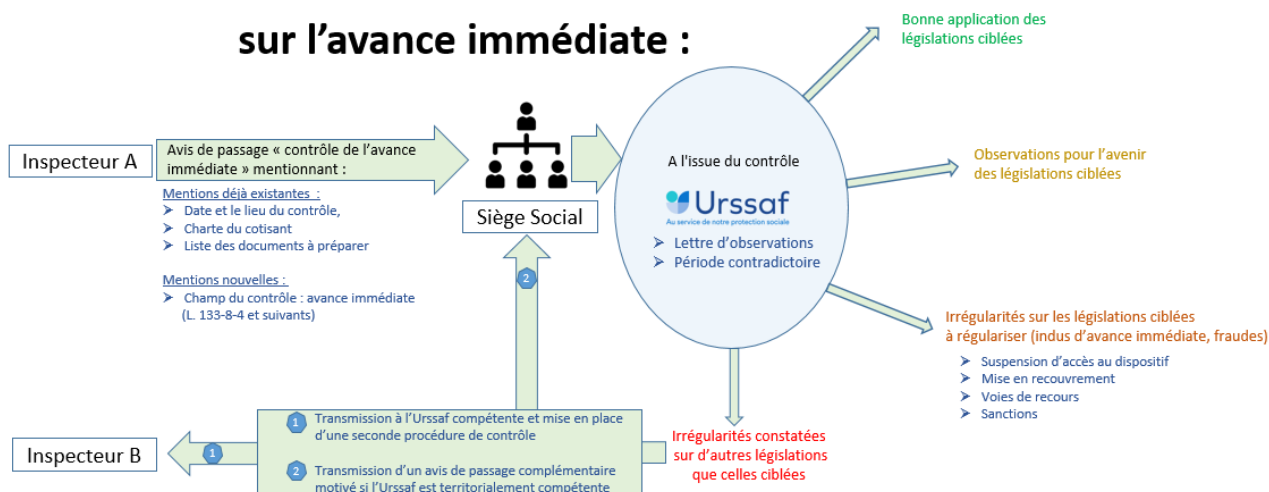 sur l’avance immédiate :
Inspecteur A
Avis de passage « contrôle de l’avance
immédiate » mentionnant :
Mentions déjà existantes :
➢ Date et le lieu du contrôle,
➢ Charte du cotisant
➢ Liste des documents à préparer
Mentions nouvelles :
➢ Champ du contrôle : avance immédiate
(L. 133-8-4 et suivants)
Siège Social
2
A l'issue du contrôle
Urssaf
Au service de notre protection sociale
➢ Lettre d’observations
➢ Période contradictoire
Bonne application des
législations ciblées
Observations pour l’avenir
des législations ciblées
Irrégularités sur les législations ciblées
à régulariser (indus d’avance immédiate, fraudes)
➢ Suspension d’accès au dispositif
➢ Mise en recouvrement
➢ Voies de recours
➢ Sanctions
Irrégularités constatées
sur d’autres législations
que celles ciblées
1 Transmission à l’Urssaf compétente et mise en place
d’une seconde procédure de contrôle
2 Transmission d’un avis de passage complémentaire
motivé si l’Urssaf est territorialement compétente
1
Inspecteur B